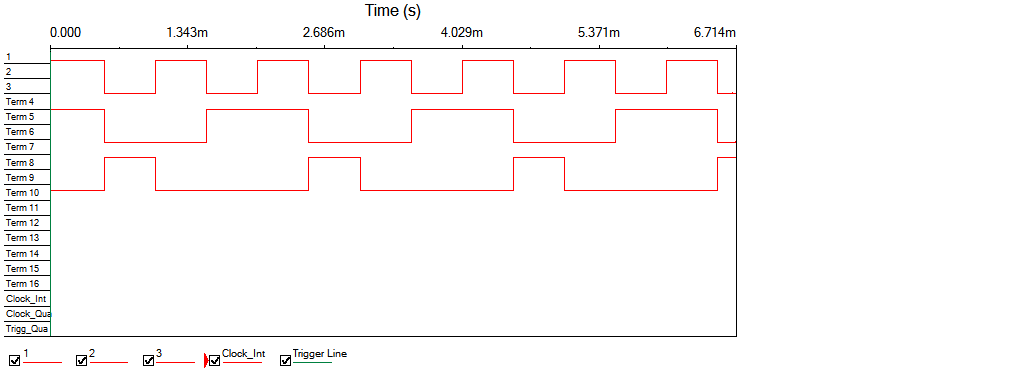 Time (s)
0.000 1.343m 2.686m 4.029m 5.371m 6.714m
1
2
3
Term 4
Term 5
Term 6
Term 7
Term 8
Term 9
Term 10
Term 11
Term 12
Term 13
Term 14
Term 15
Term 16
Clock_Int
Clock_Qua
Trigg_Qua
1 2 3 Clock_Int Trigger Line